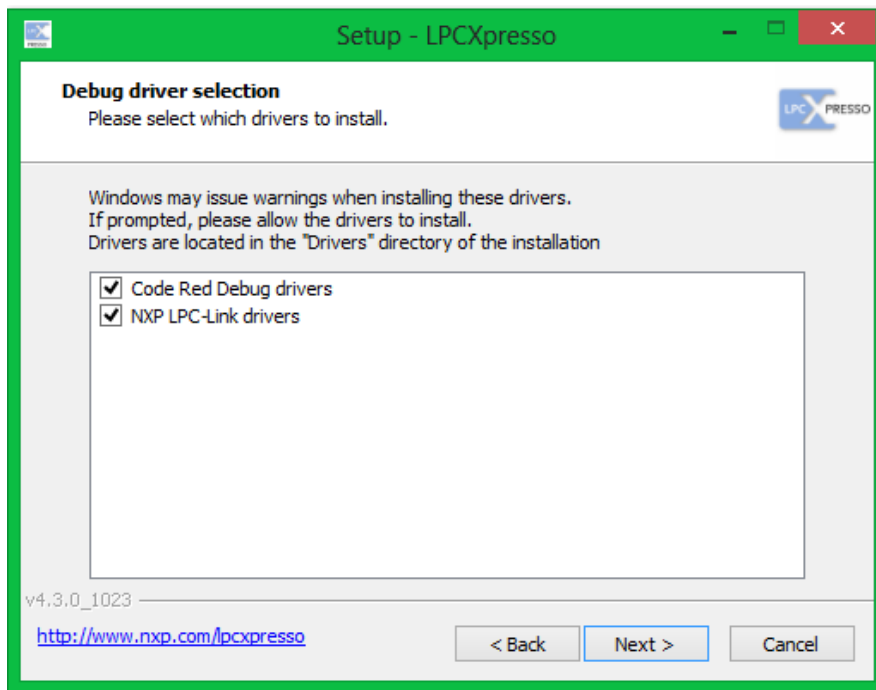 Setup - LPCXpresso
Debug driver selection
Please select which drivers to install.
LPC XPRESSO
Windows may issue warnings when installing these drivers.
If prompted, please allow the drivers to install.
Drivers are located in the "Drivers" directory of the installation
Code Red Debug drivers
NXP LPC-Link drivers
v4.3.0_1023
http://www.nxp.com/lpcxpresso
< Back Next > Cancel